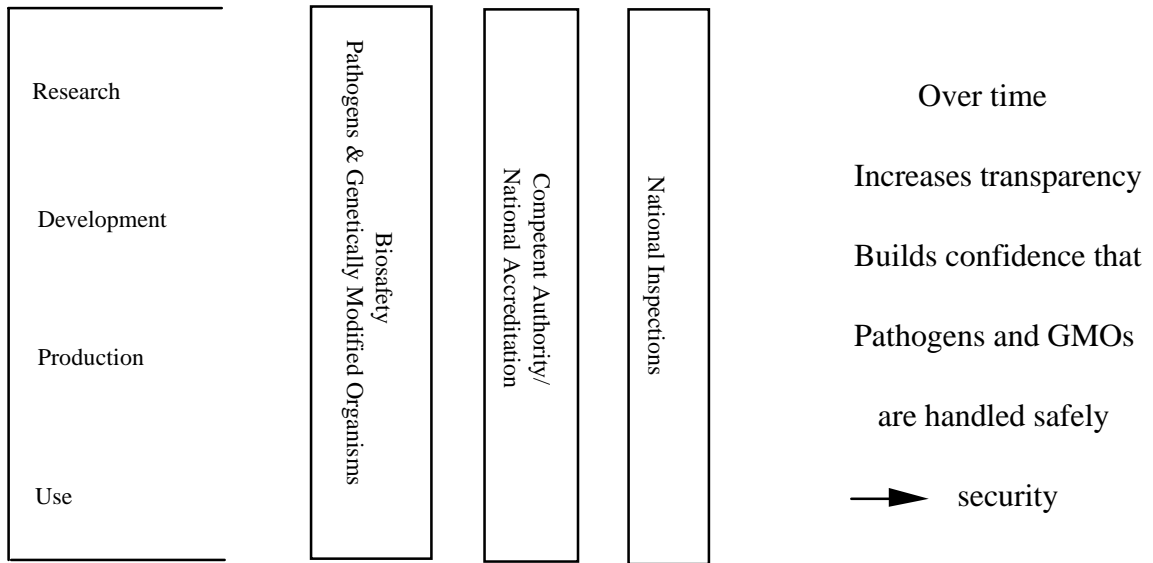 Research
Development
Production
Use
Biosafety
Pathogens & Genetically Modified Organisms
Competent Authority/
National Accreditation
National Inspections
Over time
Increases transparency
Builds confidence that
Pathogens and GMOs
are handled safely
security